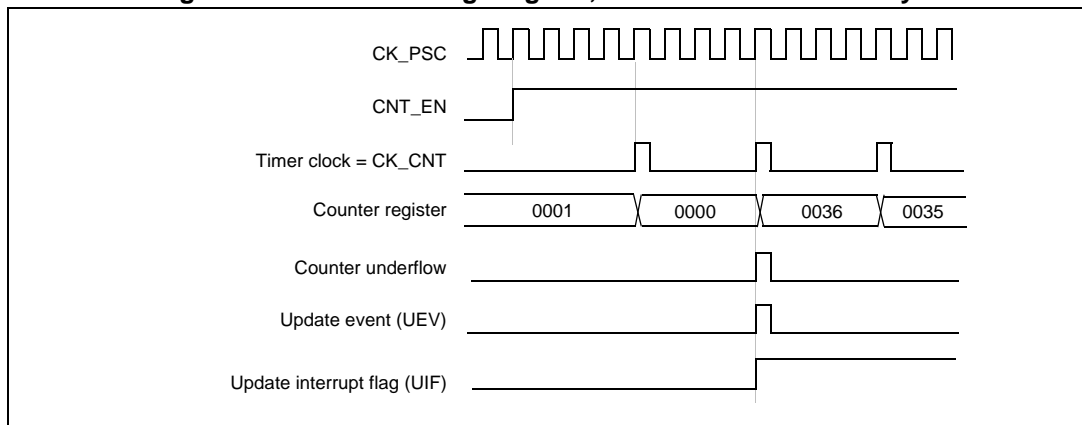 CK_PSC
CNT_EN
Timer clock = CK_CNT
Counter register 0001 0000 0036 0035
Counter underflow
Update event (UEV)
Update interrupt flag (UIF)